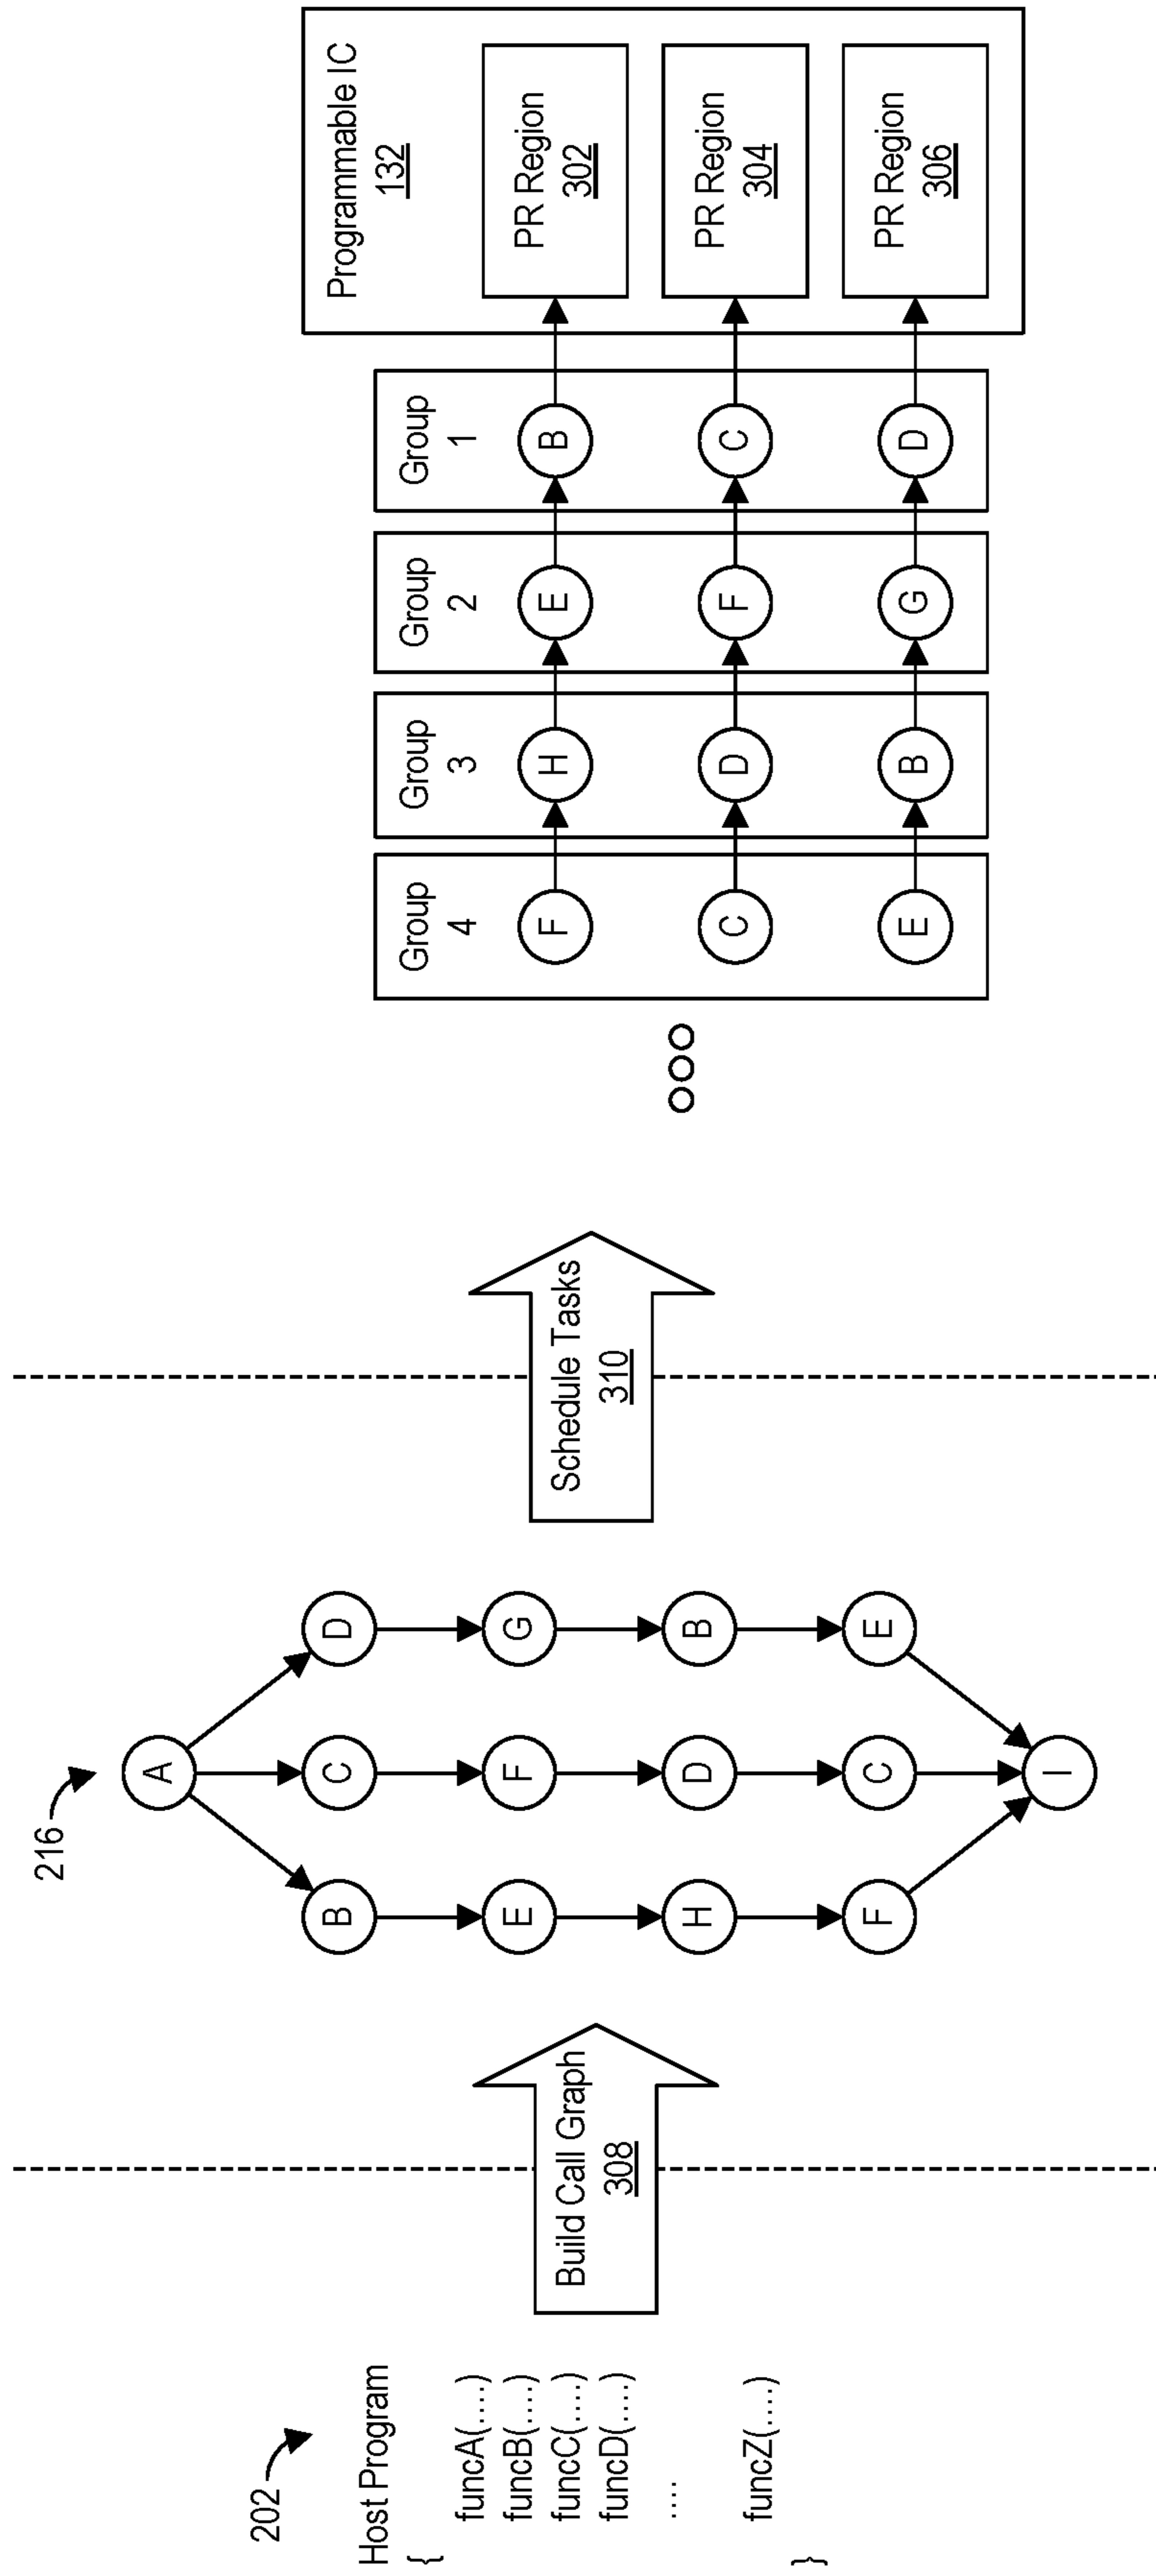 202
Host Program
{
funcA(....)
funcB(....)
funcC(....)
funcD(....)
....
funcZ(....)
}
Build Call Graph
308
216
A
B C D
E F G
H D B
F C E
I
Schedule Tasks
310
Group
4
F
C
E
Group
3
H
D
B
Group
2
E
F
G
Group
1
B
C
D
Programmable IC
132
PR Region
302
PR Region
304
PR Region
306